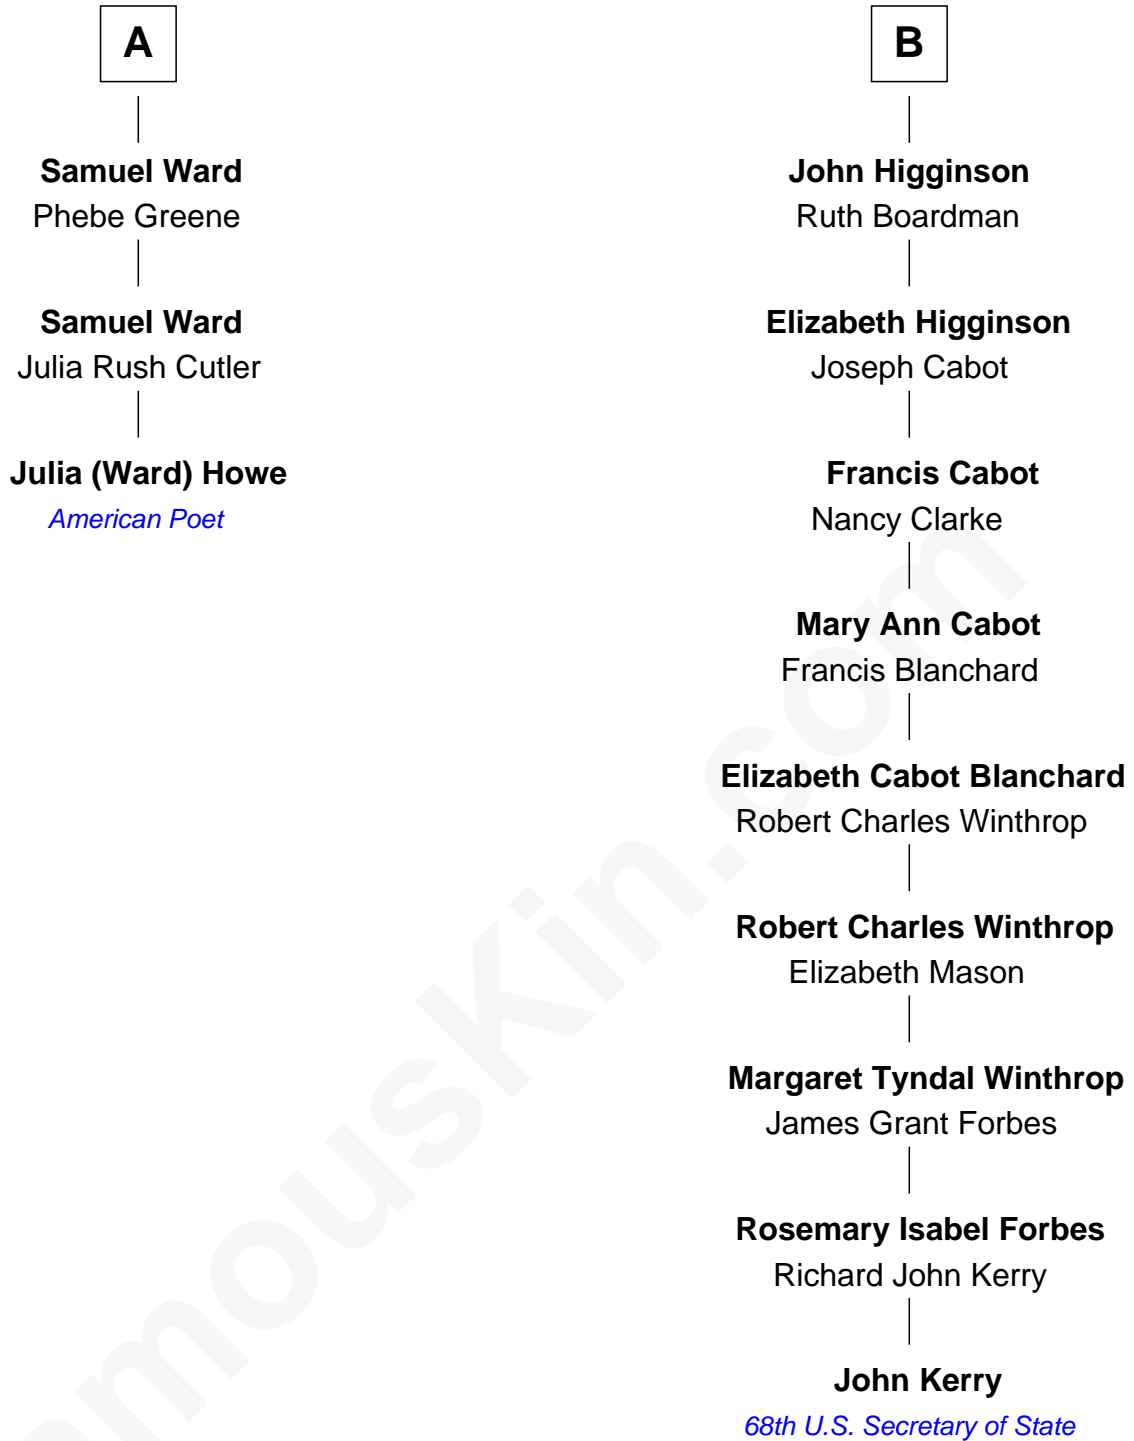 A
Samuel Ward
Phebe Greene
Samuel Ward
Julia Rush Cutler
Julia (Ward) Howe
American Poet
B
John Higginson
Ruth Boardman
Elizabeth Higginson
Joseph Cabot
Francis Cabot
Nancy Clarke
Mary Ann Cabot
Francis Blanchard
Elizabeth Cabot Blanchard
Robert Charles Winthrop
Robert Charles Winthrop
Elizabeth Mason
Margaret Tyndal Winthrop
James Grant Forbes
Rosemary Isabel Forbes
Richard John Kerry
John Kerry
68th U.S. Secretary of State
amousKin.com